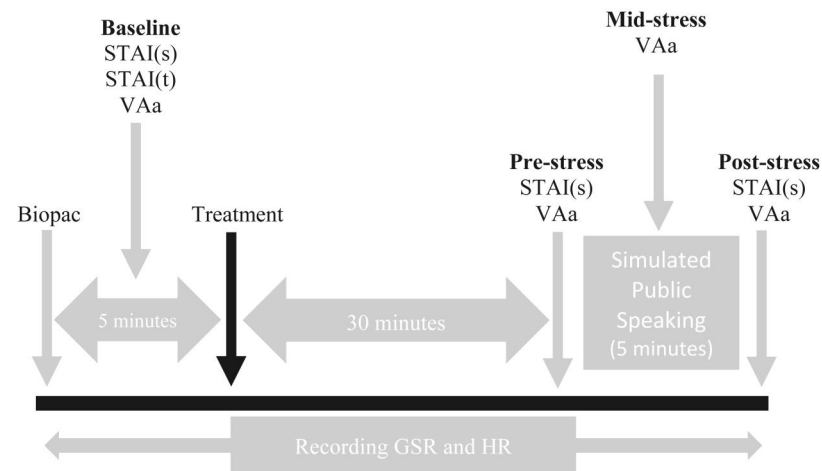 Baseline
STAI(s)
STAI(t)
VAa
Mid-stress
VAa
Biopac
Treatment
Pre-stress
STAI(s)
VAa
Post-stress
STAI(s)
VAa
5 minutes
30 minutes
Simulated
Public
Speaking
(5 minutes)
Recording GSR and HR